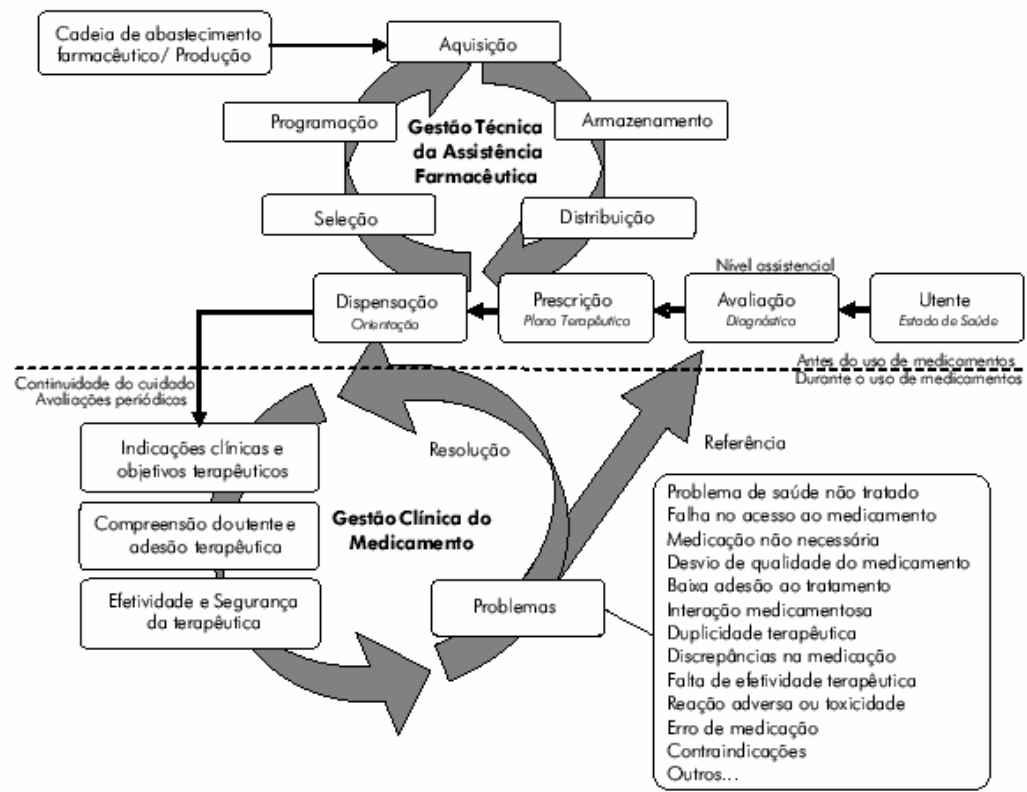 Cadeia de abastecimento
farmacêutico/ Produção
Aquisição
Programação
Gestão Técnica
da Assistência
Farmacêutica
Armazenamento
Seleção
Distribuição
Nível assistencial
Dispensação
Orientação
Prescrição
Plano Terapêutico
Avaliação
Diagnóstica
Utente
Estado de Saúde
Antes do uso de medicamentos
Durante o uso de medicamentos
Continuidade do cuidado
Avaliações periódicas
Indicações clínicas e
objetivos terapêuticos
Resolução
Referência
Compreensão do utente e
adesão terapêutica
Gestão Clínica do
Medicamento
Efetividade e Segurança
da terapêutica
Problemas
Problema de saúde não tratado
Falha no acesso ao medicamento
Medicação não necessária
Desvio de qualidade do medicamento
Baixa adesão ao tratamento
Interação medicamentosa
Duplicidade terapêutica
Discrepâncias na medicação
Falta de efetividade terapêutica
Reação adversa ou toxicidade
Erro de medicação
Contraindicações
Outros...